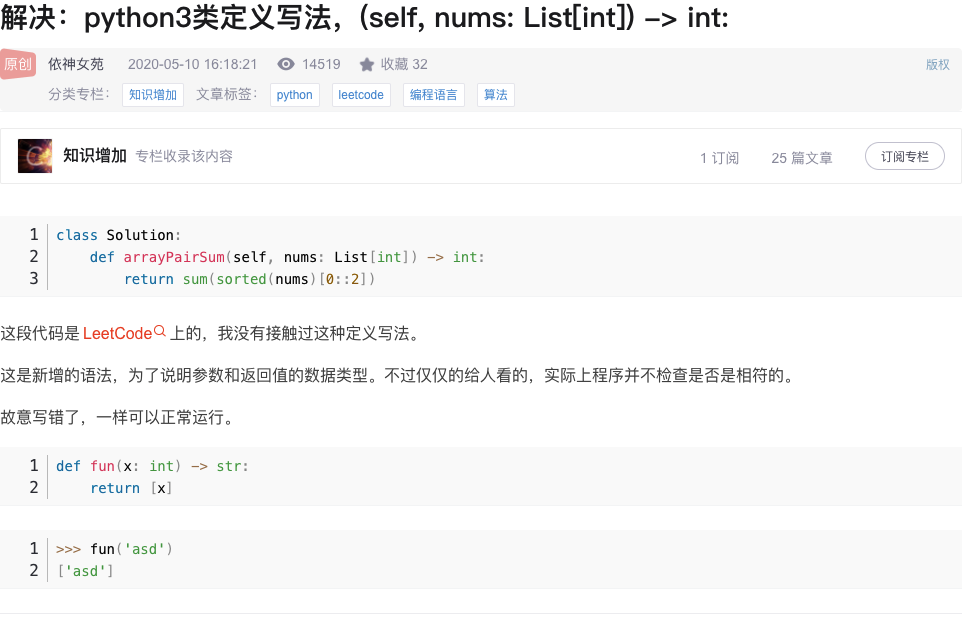 解决：python3类定义写法，(self, nums: List[int]) –> int:
原创 依神女苑 2020-05-10 16:18:21 14519 收藏 32 版权
分类专栏： 知识增加 文章标签： python leetcode 编程语言 算法
知识增加 专栏收录该内容 1 订阅 25 篇文章 订阅专栏
1 class Solution:
2     def arrayPairSum(self, nums: List[int]) -> int:
3         return sum(sorted(nums)[0::2])
这段代码是 LeetCode 上的，我没有接触过这种定义写法。
这是新增的语法，为了说明参数和返回值的数据类型。不过仅仅的给人看的，实际上程序并不检查是否是相符的。
故意写错了，一样可以正常运行。
1 def fun(x: int) -> str:
2     return [x]
1 >>> fun('asd')
2 ['asd']